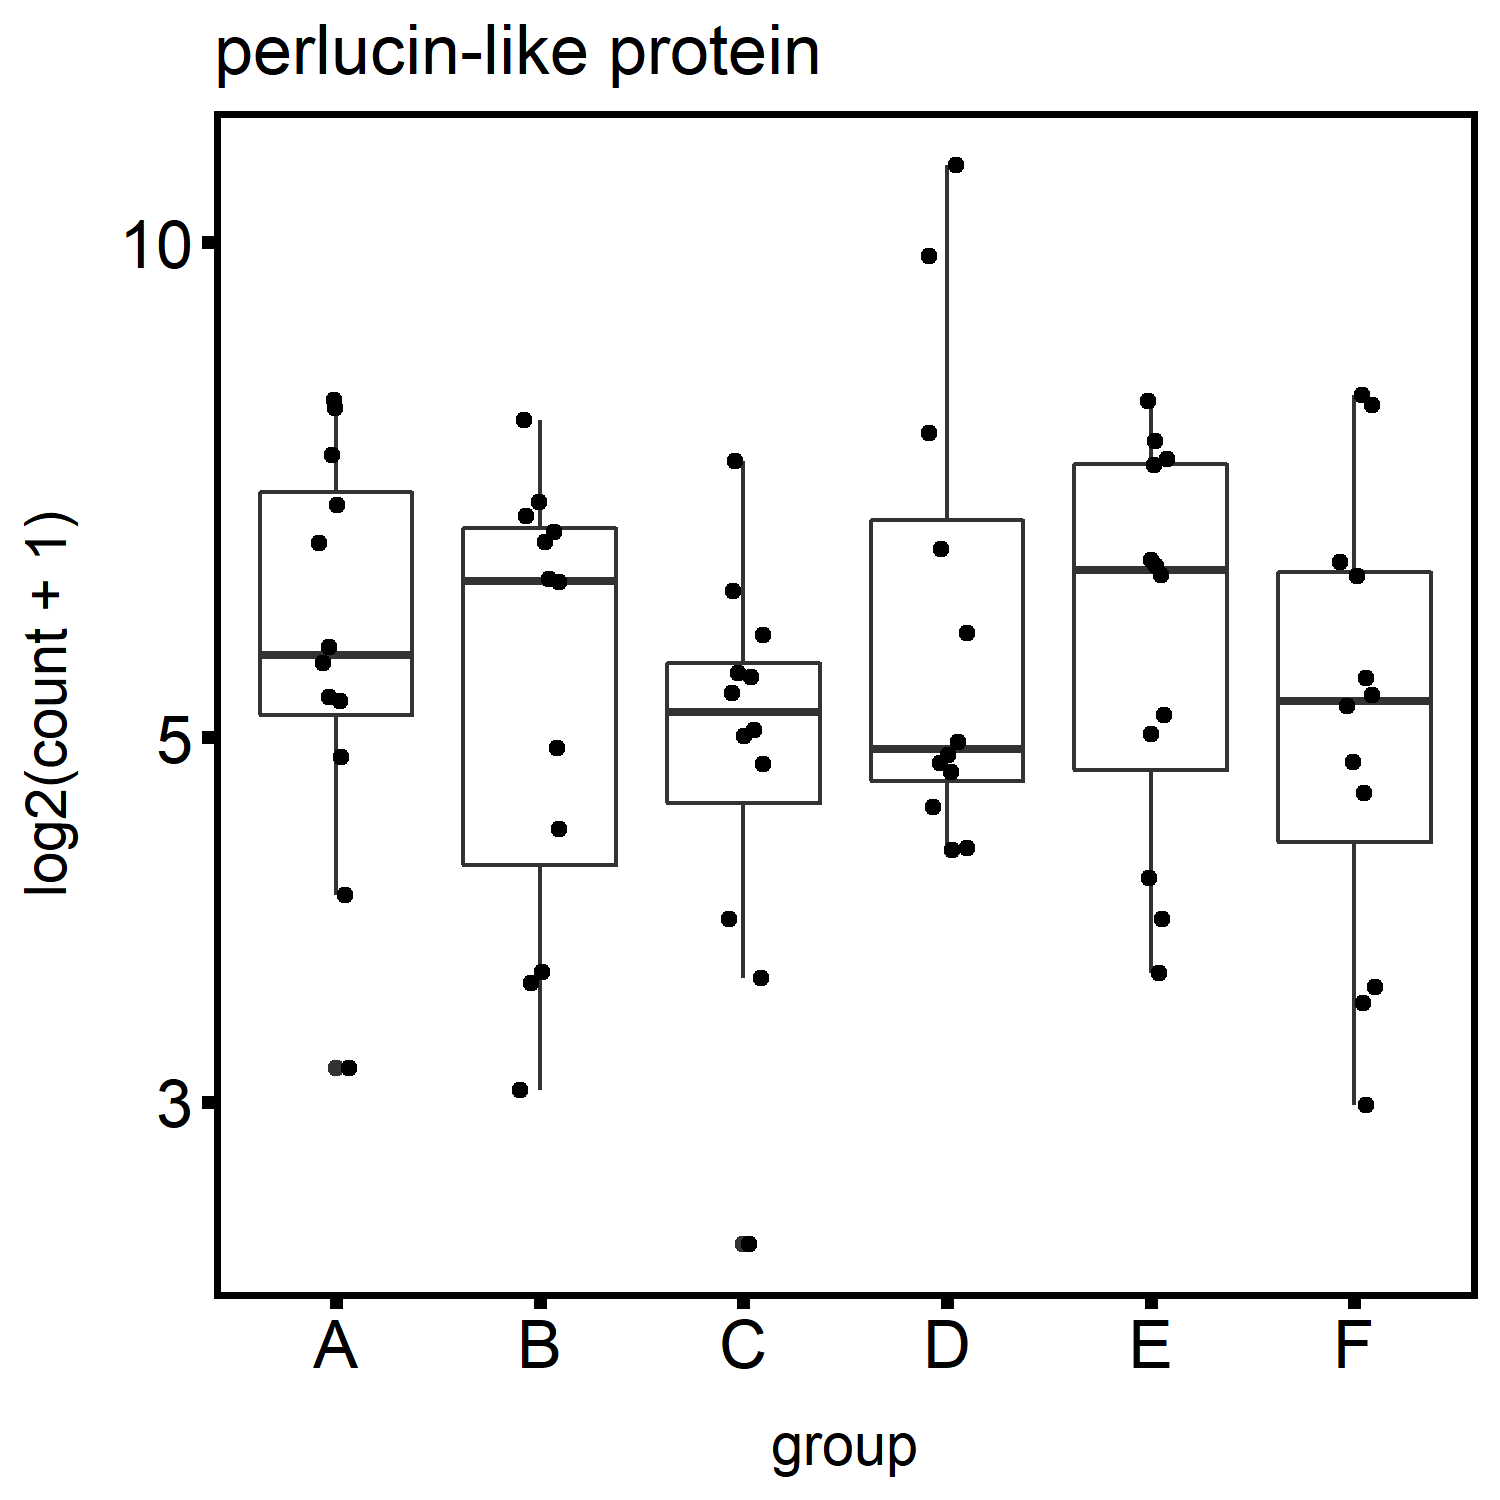 perlucin-like protein
log2(count + 1)
10
5
3
A B C D E F
group